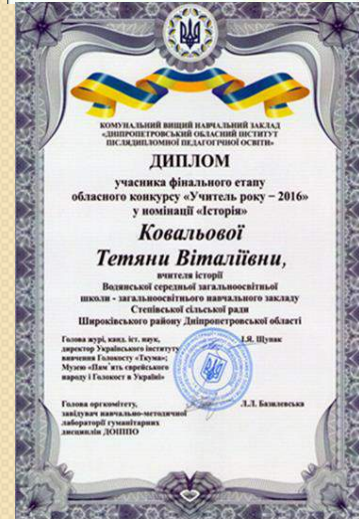 КОМУНАЛЬНИЙ ВИЩИЙ НАВЧАЛЬНИЙ ЗАКЛАД
«ДНІПРОПЕТРОВСЬКИЙ ОБЛАСНИЙ ІНСТИТУТ
ПІСЛЯДИПЛОМНОЇ ПЕДАГОГІЧНОЇ ОСВІТИ»
ДИПЛОМ
учасника фінального етапу
обласного конкурсу «Учитель року – 2016»
у номінації «Історія»
Ковальової
Тетяни Віталіївни,
вчителя історії
Водянської середньої загальноосвітньої
школи - загальноосвітнього навчального закладу
Степівської сільської ради
Широківського району Дніпропетровської області
Голова журі, канд. іст. наук, І.Я. Щупак
директор Українського інституту
вивчення Голокосту «Ткума»;
Музею «Пам'ять єврейського
народу і Голокост в Україні»
Голова оргкомітету, Л.Л. Базилевська
завідувач навчально-методичної
лабораторії гуманітарних
дисциплін ДОІППО